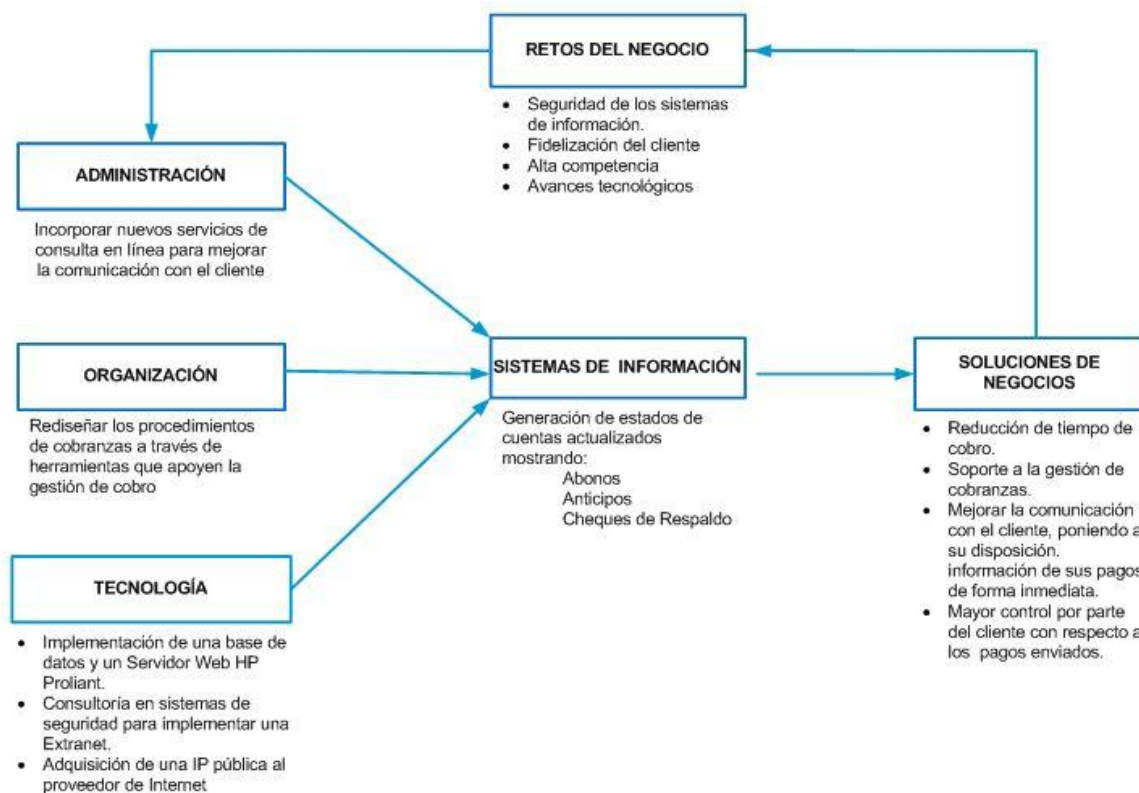 RETOS DEL NEGOCIO
• Seguridad de los sistemas
de información.
• Fidelización del cliente
• Alta competencia
• Avances tecnológicos
ADMINISTRACIÓN
Incorporar nuevos servicios de
consulta en línea para mejorar
la comunicación con el cliente
ORGANIZACIÓN
Rediseñar los procedimientos
de cobranzas a través de
herramientas que apoyen la
gestión de cobro
TECNOLOGÍA
• Implementación de una base de
datos y un Servidor Web HP
Proliant.
• Consultoría en sistemas de
seguridad para implementar una
Extranet.
• Adquisición de una IP pública al
proveedor de Internet
SISTEMAS DE INFORMACIÓN
Generación de estados de
cuentas actualizados
mostrando:
Abonos
Anticipos
Cheques de Respaldo
SOLUCIONES DE
NEGOCIOS
• Reducción de tiempo de
cobro.
• Soporte a la gestión de
cobranzas.
• Mejorar la comunicación
con el cliente, poniendo a
su disposición.
información de sus pagos
de forma inmediata.
• Mayor control por parte
del cliente con respecto a
los pagos enviados.